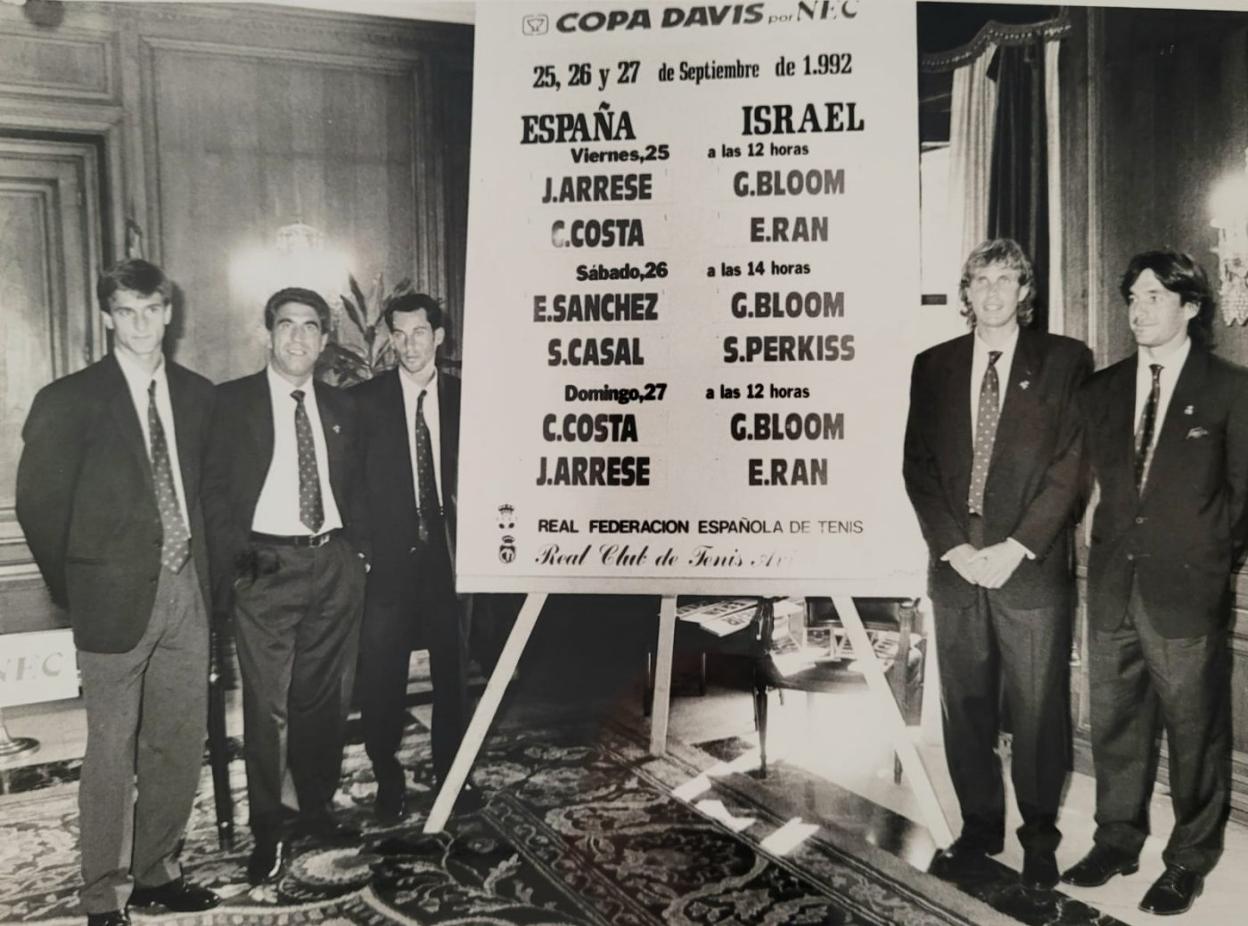 COPA DAVIS por NEC
25, 26 y 27 de Septiembre de 1.992
ESPAÑA ISRAEL
Viernes,25 a las 12 horas
J.ARRESE G.BLOOM
C.COSTA E.RAN
Sábado,26 a las 14 horas
E.SANCHEZ G.BLOOM
S.CASAL S.PERKISS
Domingo,27 a las 12 horas
C.COSTA G.BLOOM
J.ARRESE E.RAN
REAL FEDERACION ESPAÑOLA DE TENIS
Real Club de Tenis
NEC